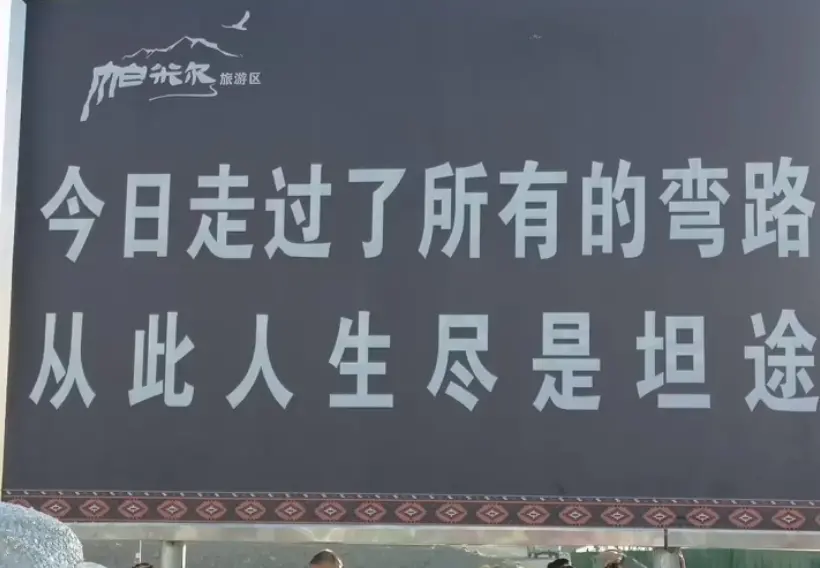 帕米尔旅游区
今日走过了所有的弯路
从此人生尽是坦途